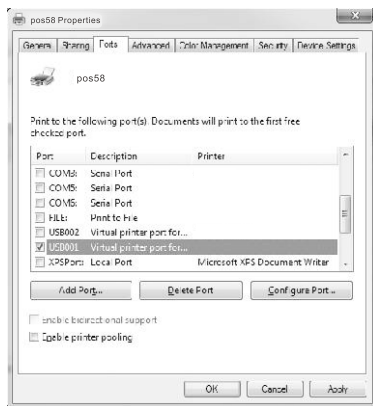 pos58 Properties
General Sharing Ports Advanced Color Management Security Device Settings
pos58
Print to the following port(s). Documents will print to the first free
checked port.
Port Description Printer
COM3: Serial Port
COM5: Serial Port
COM6: Serial Port
FILE: Print to File
USB002 Virtual printer port for...
USB001 Virtual printer port for...
XPSPort: Local Port Microsoft XPS Document Writer
Add Port... Delete Port Configure Port...
Enable bidirectional support
Enable printer pooling
OK Cancel Apply